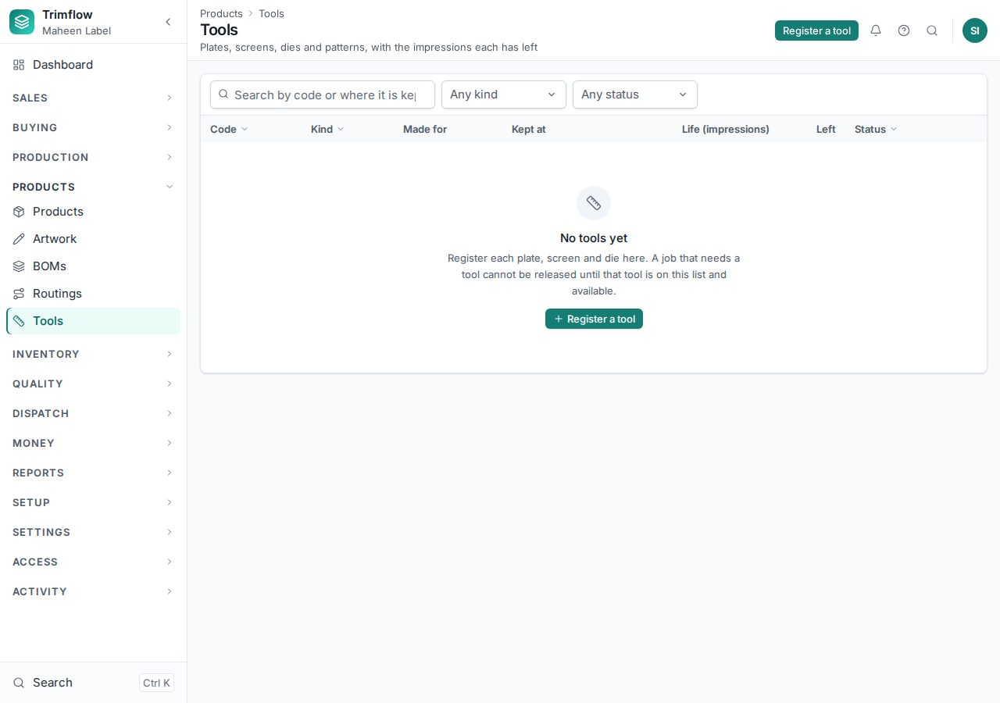 Trimflow
Maheen Label
Dashboard
SALES
BUYING
PRODUCTION
PRODUCTS
Products
Artwork
BOMs
Routings
Tools
INVENTORY
QUALITY
DISPATCH
MONEY
REPORTS
SETUP
SETTINGS
ACCESS
ACTIVITY
Search Ctrl K
Products Tools
Tools
Plates, screens, dies and patterns, with the impressions each has left
Register a tool
SI
Search by code or where it is kep
Any kind
Any status
Code Kind Made for Kept at Life (impressions) Left Status
No tools yet
Register each plate, screen and die here. A job that needs a
tool cannot be released until that tool is on this list and
available.
Register a tool